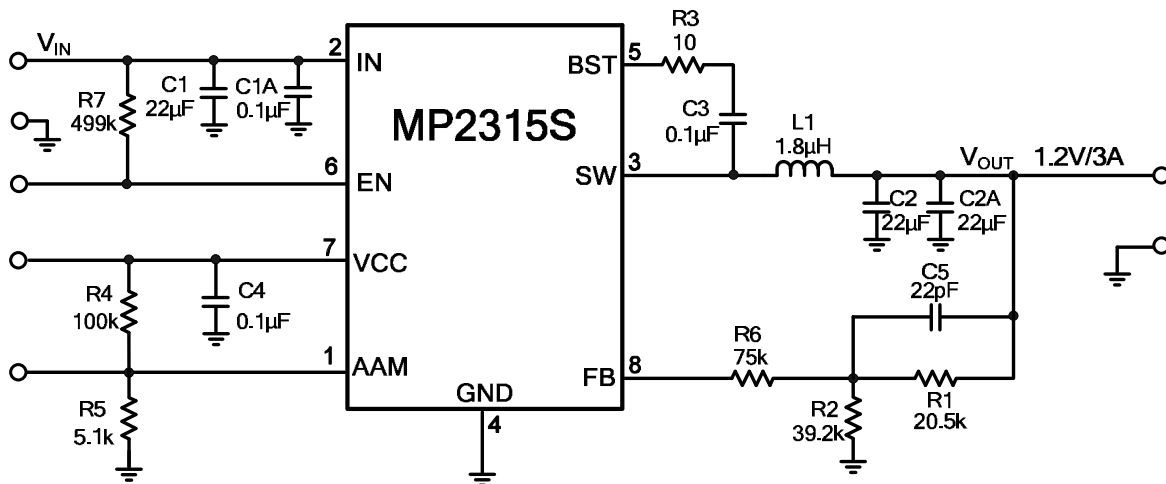 VIN
R7
499k
C1
22µF
C1A
0.1µF
2
IN
MP2315S
BST
5
R3
10
C3
0.1µF
L1
1.8µH
6
EN
SW
3
VOUT
1.2V/3A
C2
22µF
C2A
22µF
7
VCC
R4
100k
C4
0.1µF
C5
22pF
1
AAM
R5
5.1k
GND
4
FB
8
R6
75k
R2
39.2k
R1
20.5k